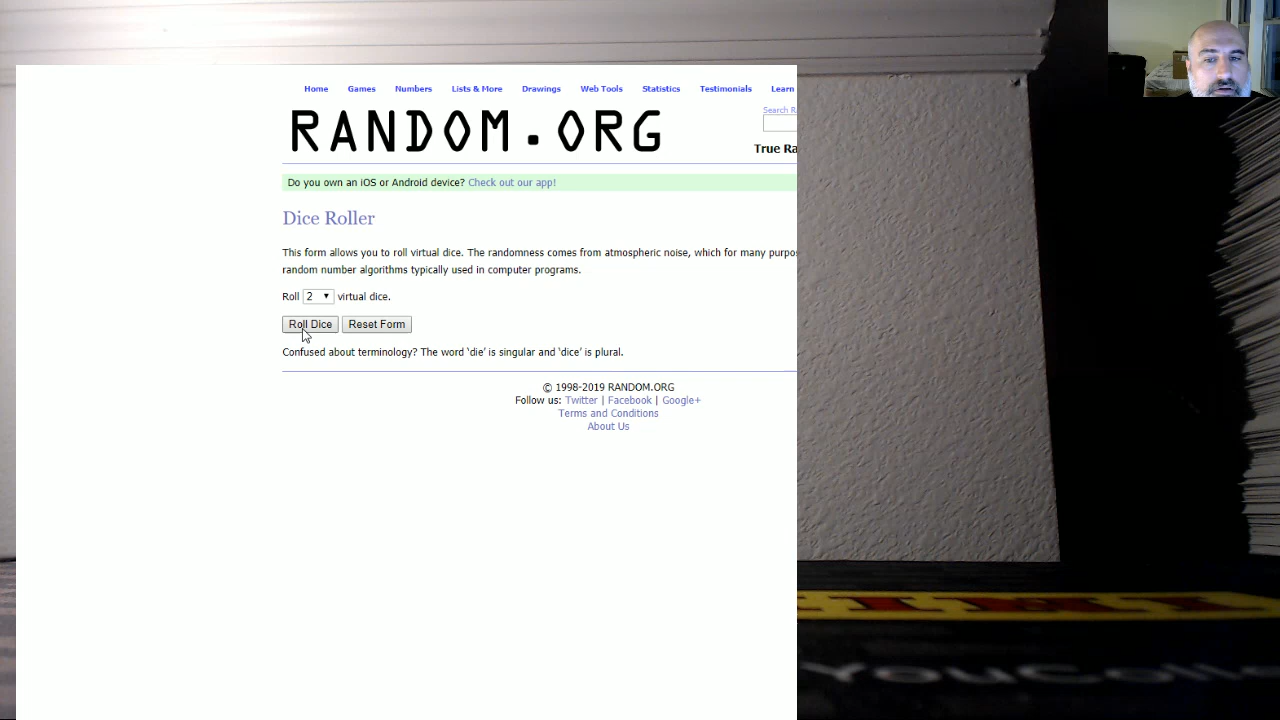 Home Games Numbers Lists & More Drawings Web Tools Statistics Testimonials Learn
RANDOM.ORG
Search R
True Ra
Do you own an iOS or Android device? Check out our app!
Dice Roller
This form allows you to roll virtual dice. The randomness comes from atmospheric noise, which for many purpos
random number algorithms typically used in computer programs.
Roll 2 virtual dice.
Roll Dice Reset Form
Confused about terminology? The word ‘die’ is singular and ‘dice’ is plural.
© 1998-2019 RANDOM.ORG
Follow us: Twitter | Facebook | Google+
Terms and Conditions
About Us
YouColle